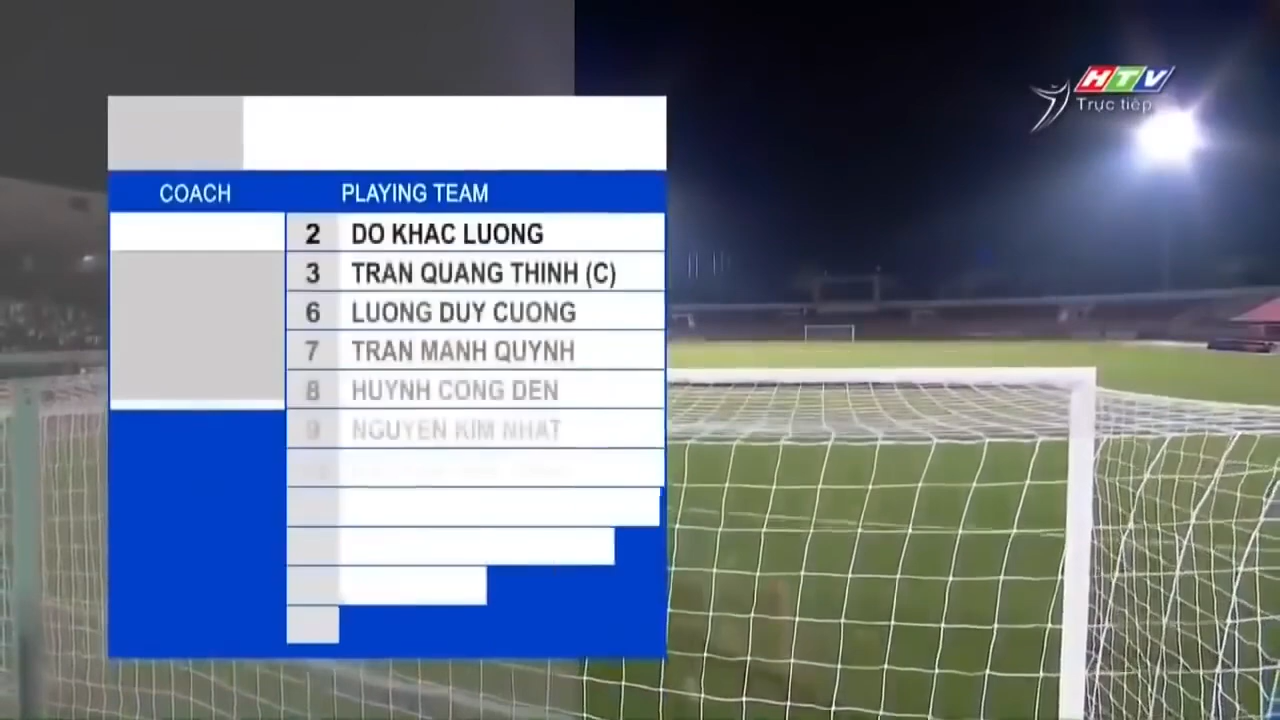 HTV
Trực tiếp
COACH PLAYING TEAM
2 DO KHAC LUONG
3 TRAN QUANG THINH (C)
6 LUONG DUY CUONG
7 TRAN MANH QUYNH
8 HUYNH CONG DEN
9 NGUYEN KIM NHAT